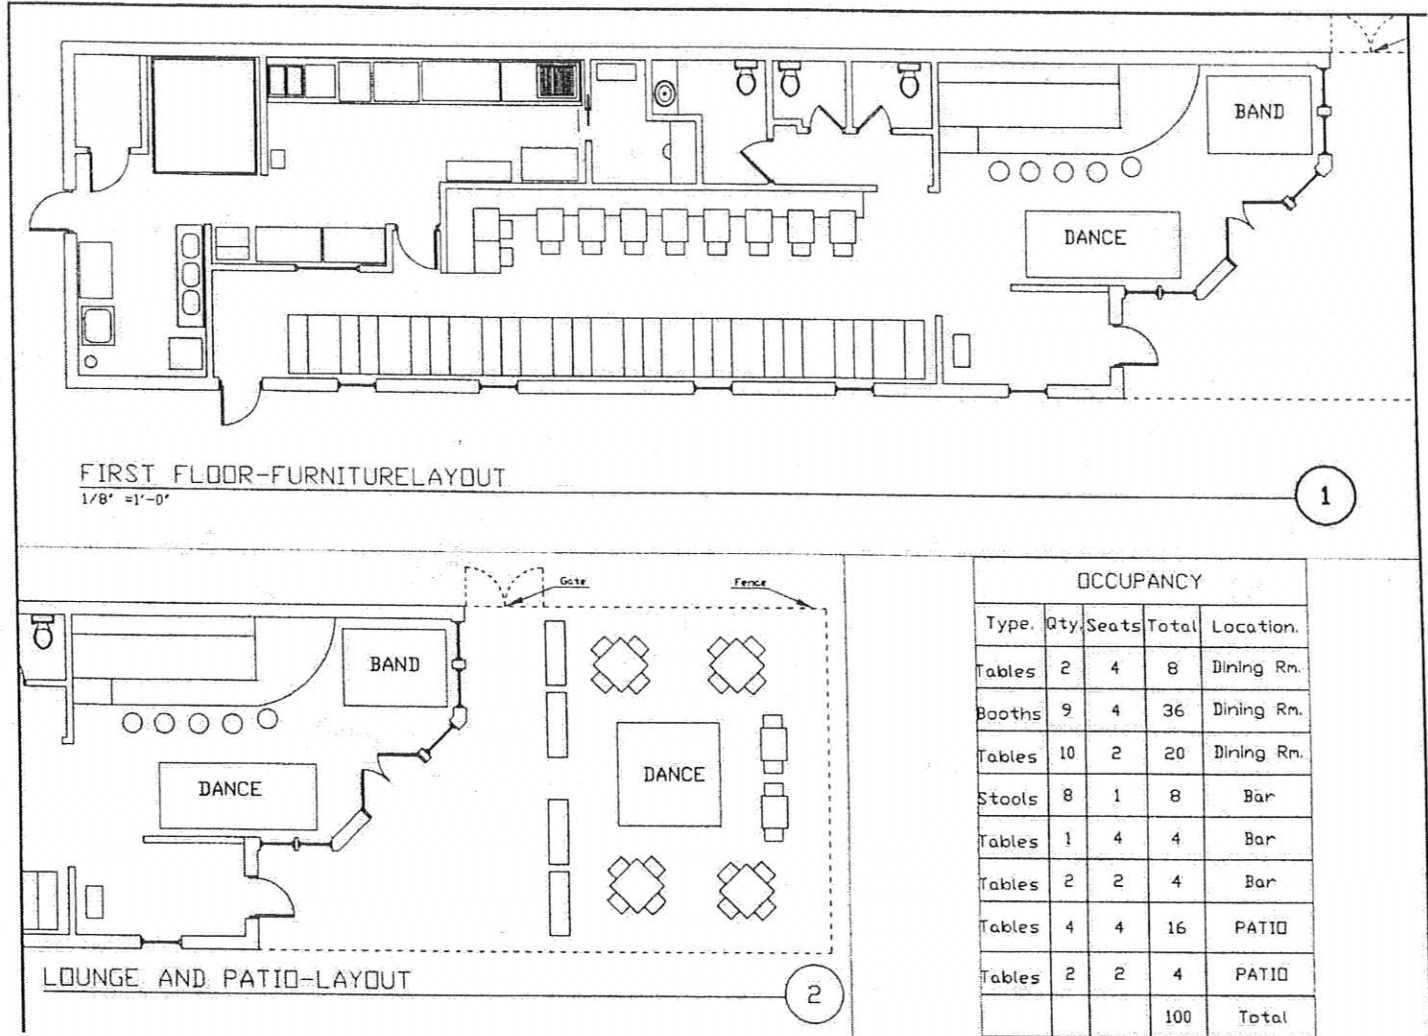 BAND
DANCE
FIRST FLOOR-FURNITURELAYOUT
1/8" =1'-0"
1
Gate
Fence
BAND
DANCE
DANCE
LOUNGE AND PATIO-LAYOUT
2
OCCUPANCY
Type. Qty. Seats Total Location.
Tables 2 4 8 Dining Rm.
Booths 9 4 36 Dining Rm.
Tables 10 2 20 Dining Rm.
Stools 8 1 8 Bar
Tables 1 4 4 Bar
Tables 2 2 4 Bar
Tables 4 4 16 PATIO
Tables 2 2 4 PATIO
100 Total